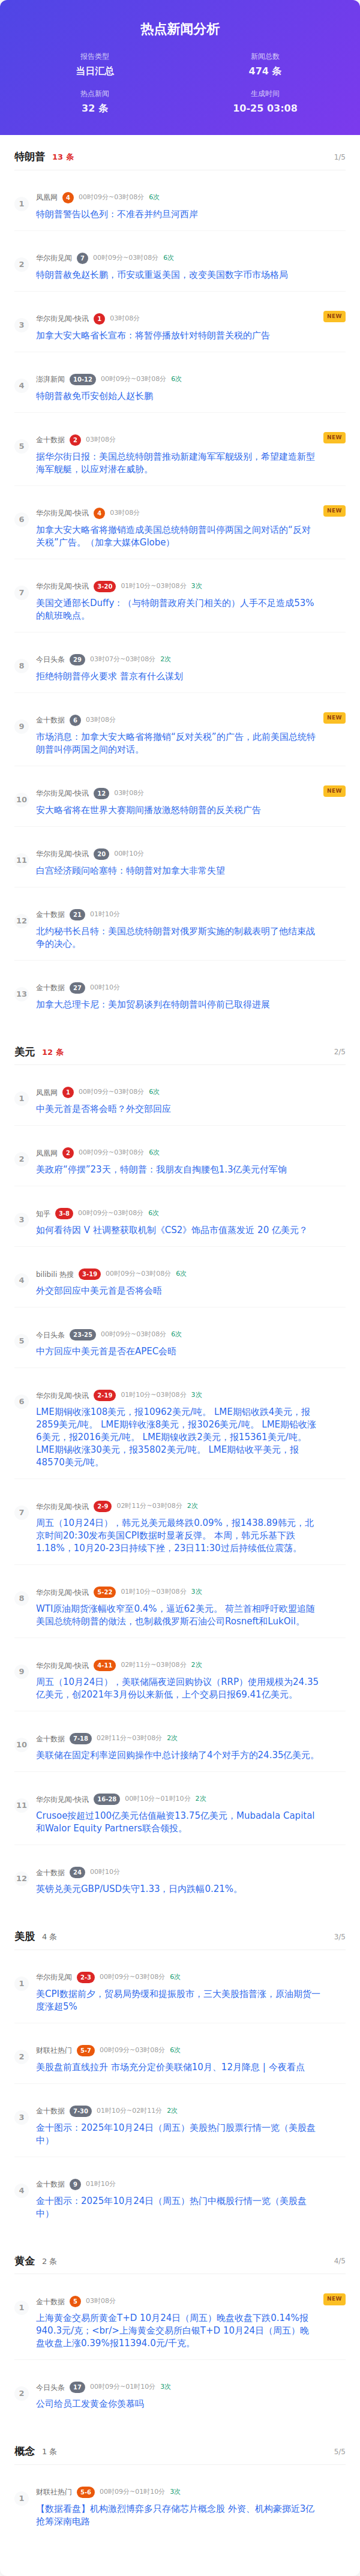 热点新闻分析
报告类型
当日汇总
新闻总数
474 条
热点新闻
32 条
生成时间
10-25 03:08
特朗普 13 条 1/5
1
凤凰网 4 00时09分~03时08分 6次
特朗普警告以色列：不准吞并约旦河西岸
2
华尔街见闻 7 00时09分~03时08分 6次
特朗普赦免赵长鹏，币安或重返美国，改变美国数字币市场格局
3
华尔街见闻-快讯 1 03时08分 NEW
加拿大安大略省长宣布：将暂停播放针对特朗普关税的广告
4
澎湃新闻 10-12 00时09分~03时08分 6次
特朗普赦免币安创始人赵长鹏
5
金十数据 2 03时08分 NEW
据华尔街日报：美国总统特朗普推动新建海军军舰级别，希望建造新型
海军舰艇，以应对潜在威胁。
6
华尔街见闻-快讯 4 03时08分 NEW
加拿大安大略省将撤销造成美国总统特朗普叫停两国之间对话的“反对
关税”广告。（加拿大媒体Globe）
7
华尔街见闻-快讯 3-20 01时10分~03时08分 3次
美国交通部长Duffy：（与特朗普政府关门相关的）人手不足造成53%
的航班晚点。
8
今日头条 29 03时07分~03时08分 2次
拒绝特朗普停火要求 普京有什么谋划
9
金十数据 6 03时08分 NEW
市场消息：加拿大安大略省将撤销“反对关税”的广告，此前美国总统特
朗普叫停两国之间的对话。
10
华尔街见闻-快讯 12 03时08分 NEW
安大略省将在世界大赛期间播放激怒特朗普的反关税广告
11
华尔街见闻-快讯 20 00时10分
白宫经济顾问哈塞特：特朗普对加拿大非常失望
12
金十数据 21 01时10分
北约秘书长吕特：美国总统特朗普对俄罗斯实施的制裁表明了他结束战
争的决心。
13
金十数据 27 00时10分
加拿大总理卡尼：美加贸易谈判在特朗普叫停前已取得进展
美元 12 条 2/5
1
凤凰网 1 00时09分~03时08分 6次
中美元首是否将会晤？外交部回应
2
凤凰网 2 00时09分~03时08分 6次
美政府“停摆”23天，特朗普：我朋友自掏腰包1.3亿美元付军饷
3
知乎 3-8 00时09分~03时08分 6次
如何看待因 V 社调整获取机制《CS2》饰品市值蒸发近 20 亿美元？
4
bilibili 热搜 3-19 00时09分~03时08分 6次
外交部回应中美元首是否将会晤
5
今日头条 23-25 00时09分~03时08分 6次
中方回应中美元首是否在APEC会晤
6
华尔街见闻-快讯 2-19 01时10分~03时08分 3次
LME期铜收涨108美元，报10962美元/吨。 LME期铝收跌4美元，报
2859美元/吨。 LME期锌收涨8美元，报3026美元/吨。 LME期铅收涨
6美元，报2016美元/吨。 LME期镍收跌2美元，报15361美元/吨。
LME期锡收涨30美元，报35802美元/吨。 LME期钴收平美元，报
48570美元/吨。
7
华尔街见闻-快讯 2-9 02时11分~03时08分 2次
周五（10月24日），韩元兑美元最终跌0.09%，报1438.89韩元，北
京时间20:30发布美国CPI数据时显著反弹。 本周，韩元乐基下跌
1.18%，10月20-23日持续下挫，23日11:30过后持续低位震荡。
8
华尔街见闻-快讯 5-22 01时10分~03时08分 3次
WTI原油期货涨幅收窄至0.4%，逼近62美元。 荷兰首相呼吁欧盟追随
美国总统特朗普的做法，也制裁俄罗斯石油公司Rosneft和LukOil。
9
华尔街见闻-快讯 4-11 02时11分~03时08分 2次
周五（10月24日），美联储隔夜逆回购协议（RRP）使用规模为24.35
亿美元，创2021年3月份以来新低，上个交易日报69.41亿美元。
10
金十数据 7-18 02时11分~03时08分 2次
美联储在固定利率逆回购操作中总计接纳了4个对手方的24.35亿美元。
11
华尔街见闻-快讯 16-28 00时10分~01时10分 2次
Crusoe按超过100亿美元估值融资13.75亿美元，Mubadala Capital
和Walor Equity Partners联合领投。
12
金十数据 24 00时10分
英镑兑美元GBP/USD失守1.33，日内跌幅0.21%。
美股 4 条 3/5
1
华尔街见闻 2-3 00时09分~03时08分 6次
美CPI数据前夕，贸易局势缓和提振股市，三大美股指普涨，原油期货一
度涨超5%
2
财联社热门 5-7 00时09分~03时08分 6次
美股盘前直线拉升 市场充分定价美联储10月、12月降息 | 今夜看点
3
金十数据 7-30 01时10分~02时11分 2次
金十图示：2025年10月24日（周五）美股热门股票行情一览（美股盘
中）
4
金十数据 9 01时10分
金十图示：2025年10月24日（周五）热门中概股行情一览（美股盘
中）
黄金 2 条 4/5
1
金十数据 5 03时08分 NEW
上海黄金交易所黄金T+D 10月24日（周五）晚盘收盘下跌0.14%报
940.3元/克；<br/>上海黄金交易所白银T+D 10月24日（周五）晚
盘收盘上涨0.39%报11394.0元/千克。
2
今日头条 17 00时09分~01时10分 3次
公司给员工发黄金你羡慕吗
概念 1 条 5/5
1
财联社热门 5-6 00时09分~01时10分 3次
【数据看盘】机构激烈博弈多只存储芯片概念股 外资、机构豪掷近3亿
抢筹深南电路